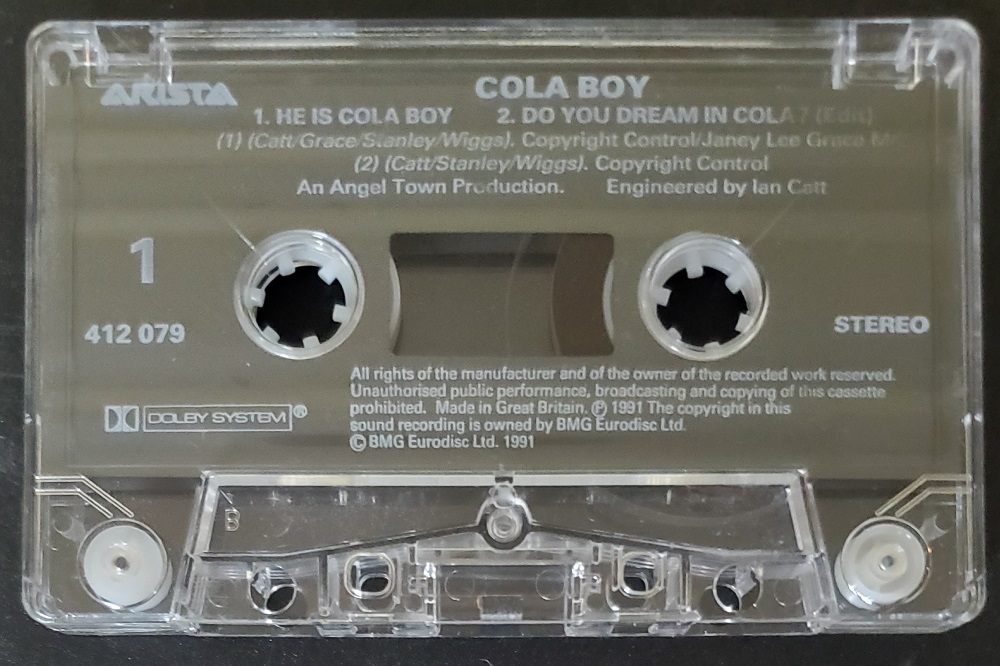 ARISTA
COLA BOY
1. HE IS COLA BOY 2. DO YOU DREAM IN COLA ? (Edit)
(1) (Catt/Grace/Stanley/Wiggs). Copyright Control/Janey Lee Grace M
(2) (Catt/Stanley/Wiggs). Copyright Control
An Angel Town Production. Engineered by Ian Catt
1
412 079
STEREO
DOLBY SYSTEM®
All rights of the manufacturer and of the owner of the recorded work reserved.
Unauthorised public performance, broadcasting and copying of this cassette
prohibited. Made in Great Britain. ℗ 1991 The copyright in this
sound recording is owned by BMG Eurodisc Ltd.
© BMG Eurodisc Ltd. 1991
B